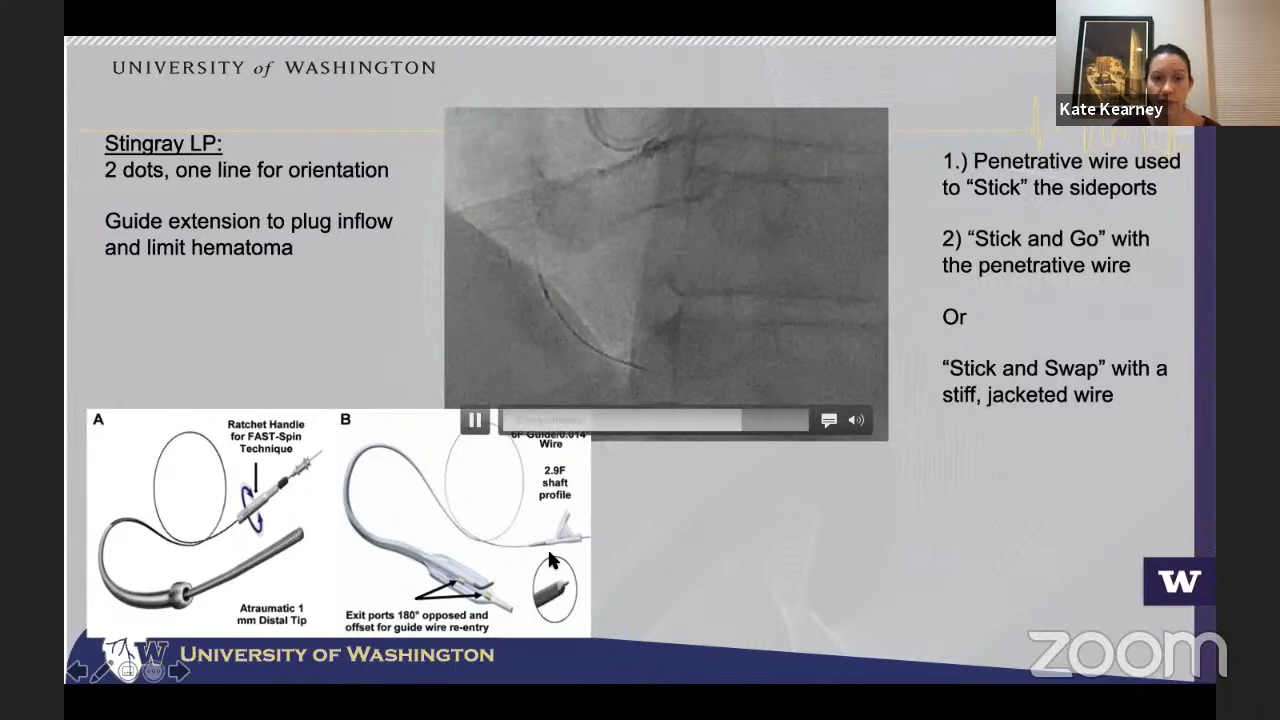 UNIVERSITY of WASHINGTON
Kate Kearney
Stingray LP:
2 dots, one line for orientation
Guide extension to plug inflow
and limit hematoma
1.) Penetrative wire used
to “Stick” the sideports
2) “Stick and Go” with
the penetrative wire
Or
“Stick and Swap” with a
stiff, jacketed wire
A
Ratchet Handle
for FAST-Spin
Technique
Atraumatic 1
mm Distal Tip
B
6F Guide/0.014
Wire
2.9F
shaft
profile
Exit ports 180° opposed and
offset for guide wire re-entry
W
W
UNIVERSITY OF WASHINGTON
zoom